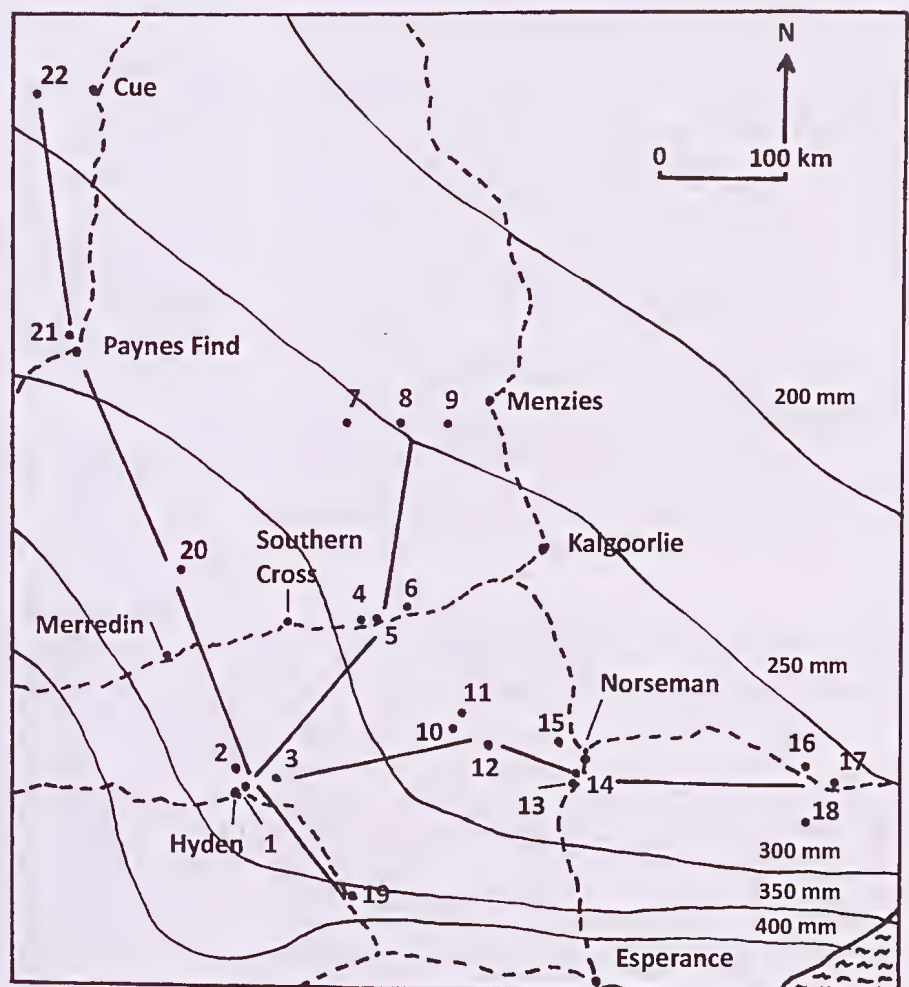 N
22
Cue
0
100 km
21
Paynes Find
200 mm
7
8
9
Menzies
20
Southern
Cross
Kalgoorlie
4
6
5
Merredin
250 mm
Norseman
11
10
15
12
2
3
16
17
13
14
18
Hyden
1
300 mm
350 mm
19
400 mm
Esperance